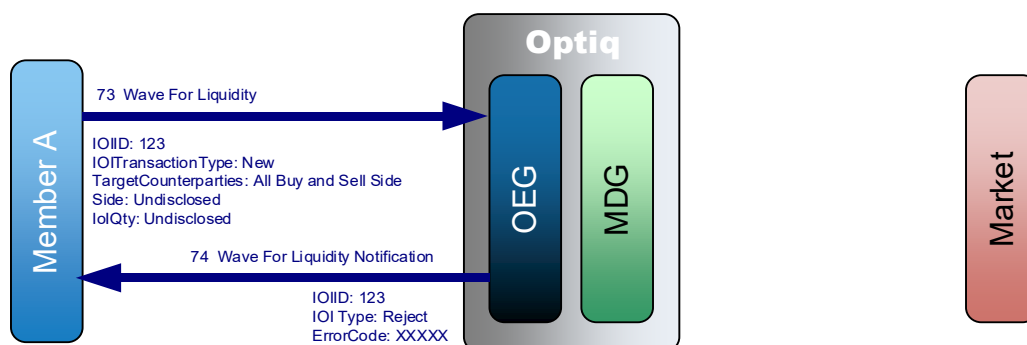 Optiq
Member A
73 Wave For Liquidity
IOIID: 123
IOITransactionType: New
TargetCounterparties: All Buy and Sell Side
Side: Undisclosed
IoIQty: Undisclosed
74 Wave For Liquidity Notification
IOIID: 123
IOI Type: Reject
ErrorCode: XXXXX
OEG
MDG
Market